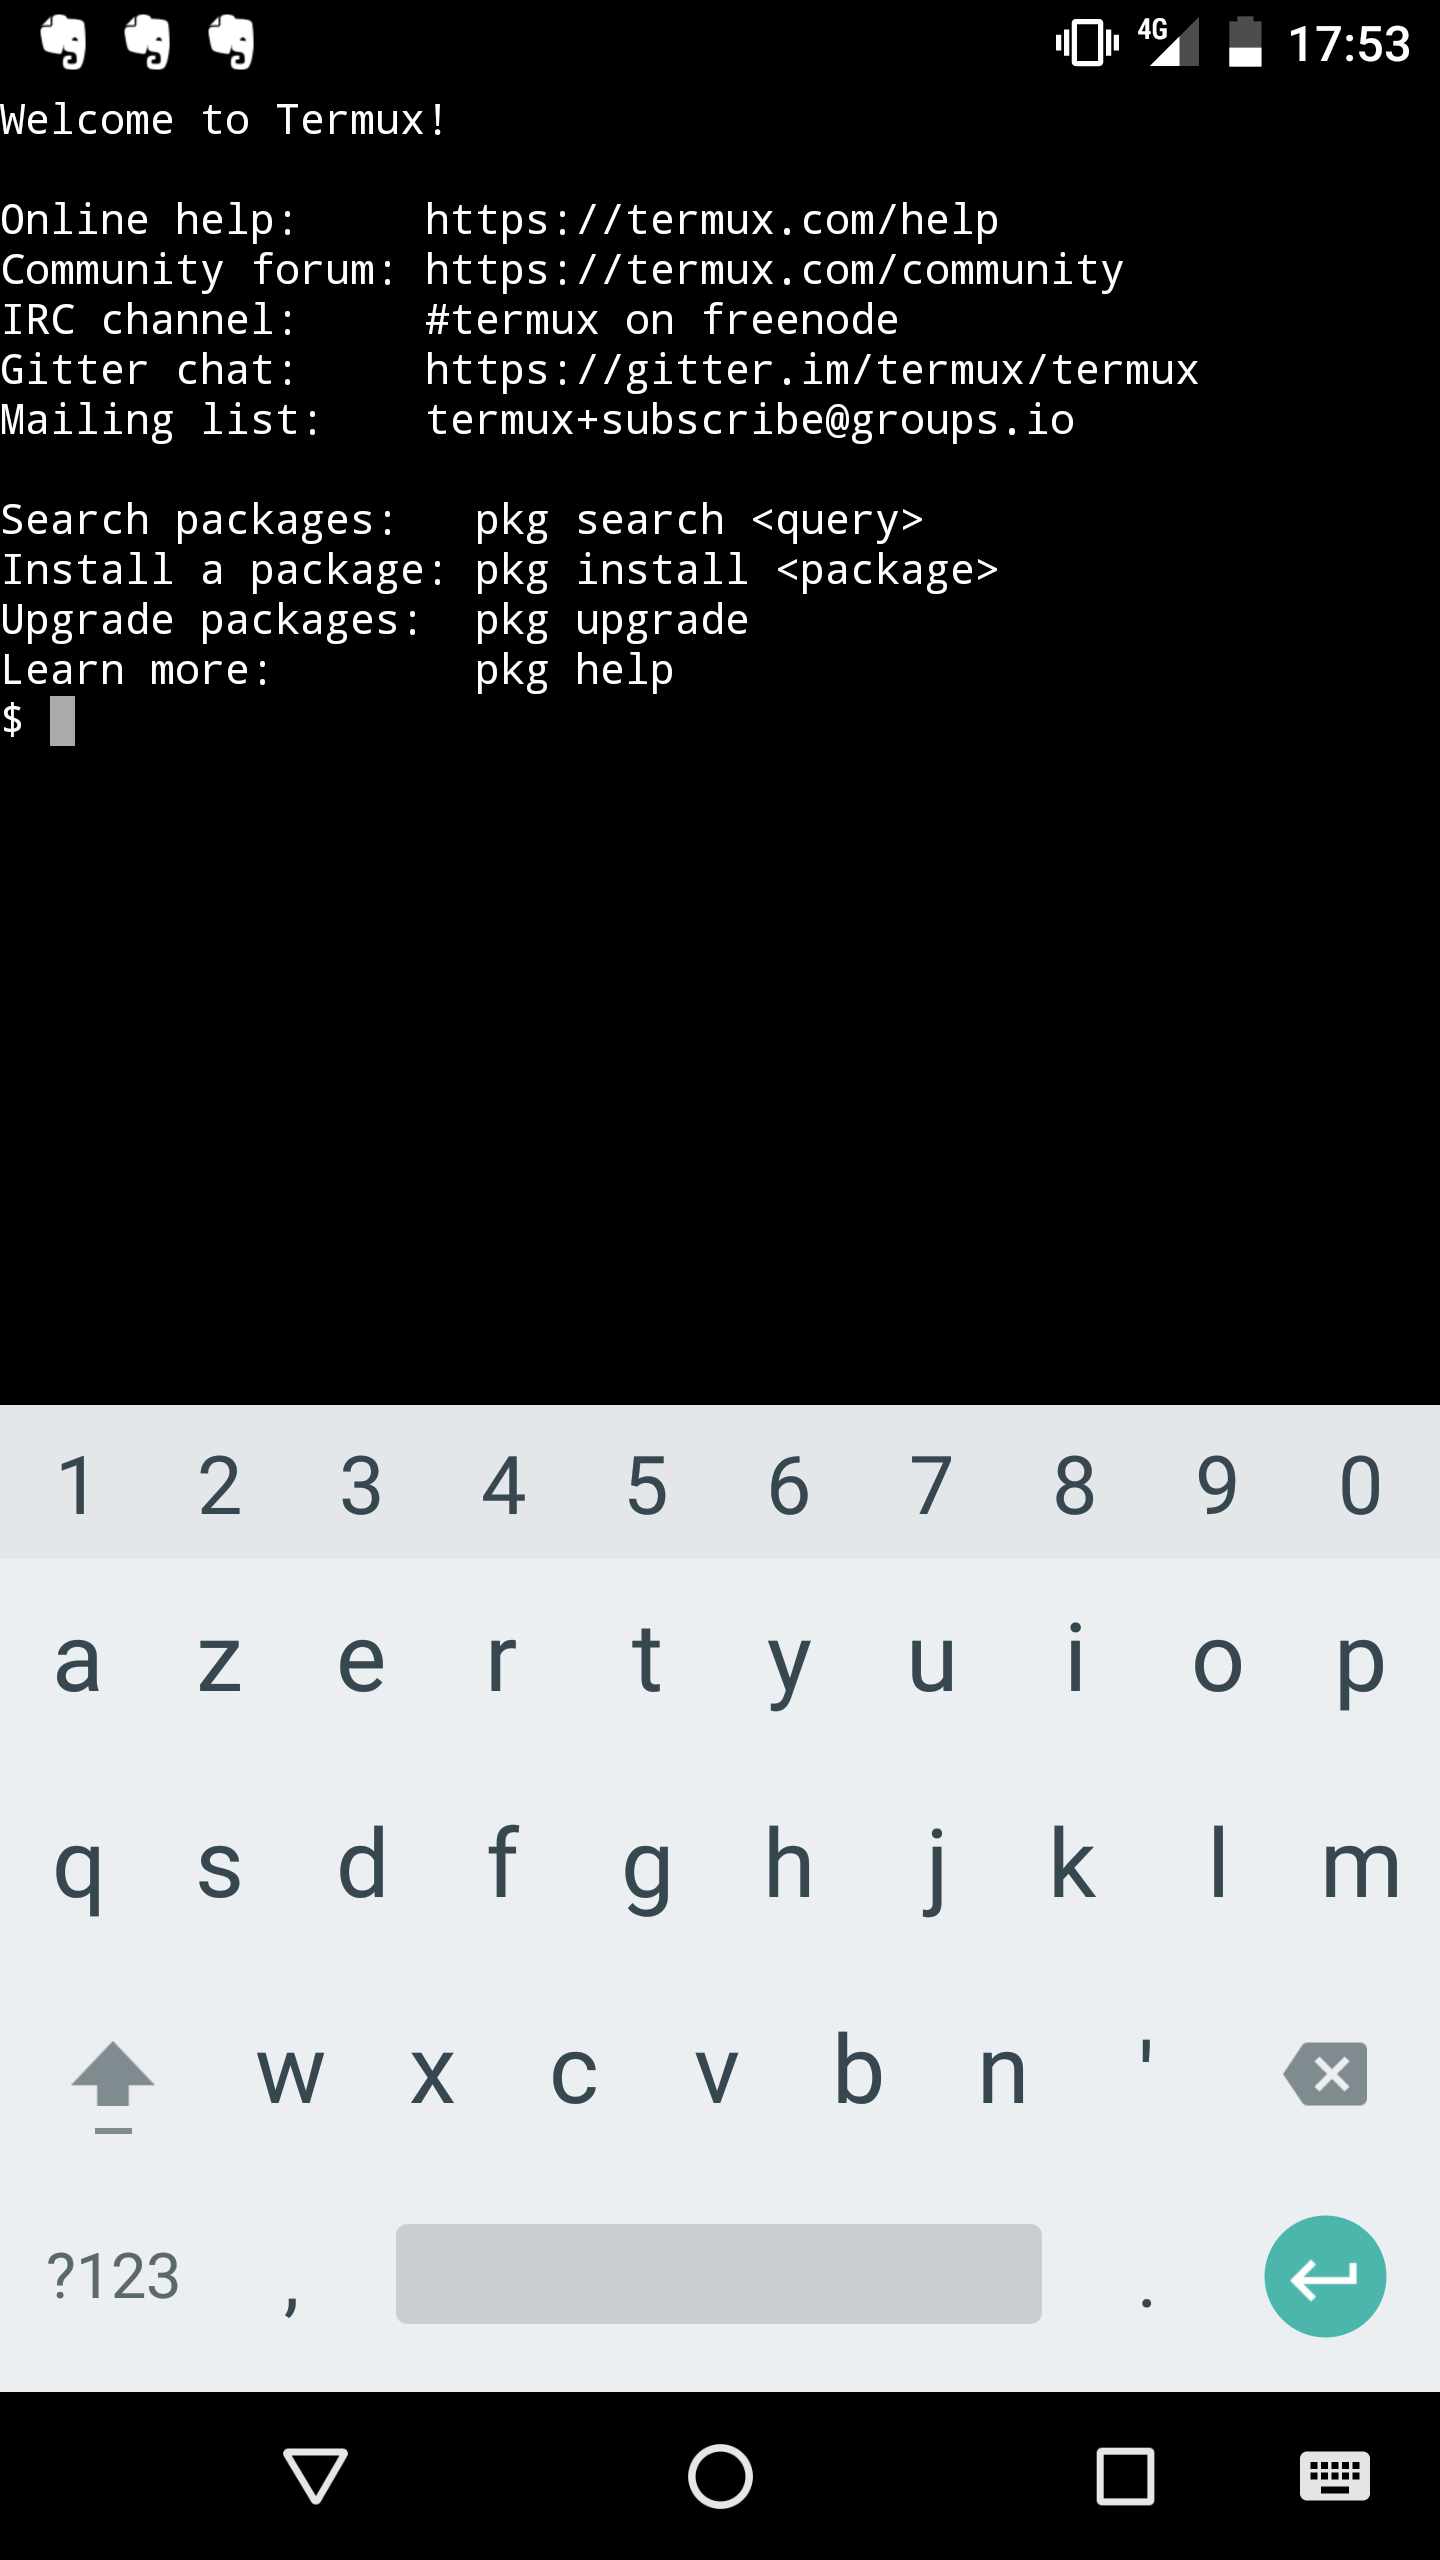 4G 17:53
Welcome to Termux!
Online help: https://termux.com/help
Community forum: https://termux.com/community
IRC channel: #termux on freenode
Gitter chat: https://gitter.im/termux/termux
Mailing list: termux+subscribe@groups.io
Search packages: pkg search <query>
Install a package: pkg install <package>
Upgrade packages: pkg upgrade
Learn more: pkg help
$
1 2 3 4 5 6 7 8 9 0
a z e r t y u i o p
q s d f g h j k l m
w x c v b n '
?123 , .